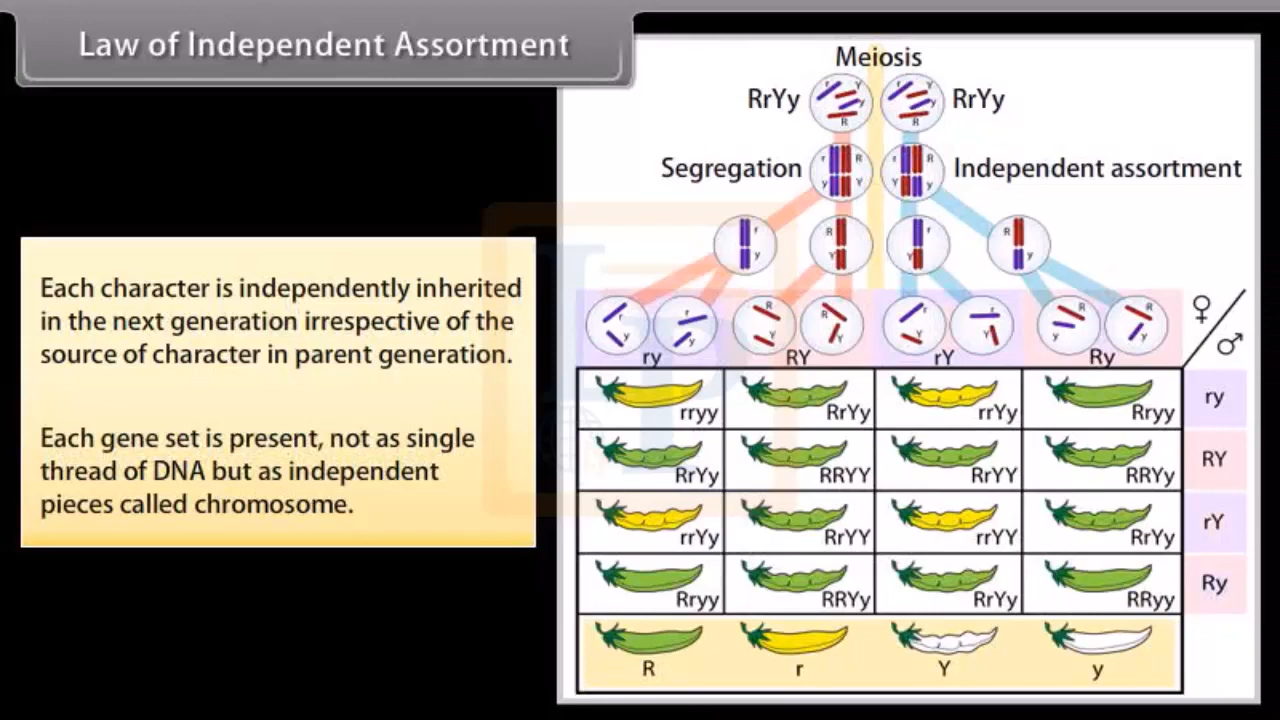 Law of Independent Assortment
Each character is independently inherited
in the next generation irrespective of the
source of character in parent generation.
Each gene set is present, not as single
thread of DNA but as independent
pieces called chromosome.
Meiosis
RrYy r Y y R r Y y R RrYy
Segregation r R y Y r R Y y Independent assortment
r y R Y r Y R y
r y r y R Y R Y r Y r Y R y R y
ry RY rY Ry ♀ / ♂
rryy RrYy rrYy Rryy ry
RrYy RRYY RrYY RRYy RY
rrYy RrYY rrYY RrYy rY
Rryy RRYy RrYy RRyy Ry
R r Y y